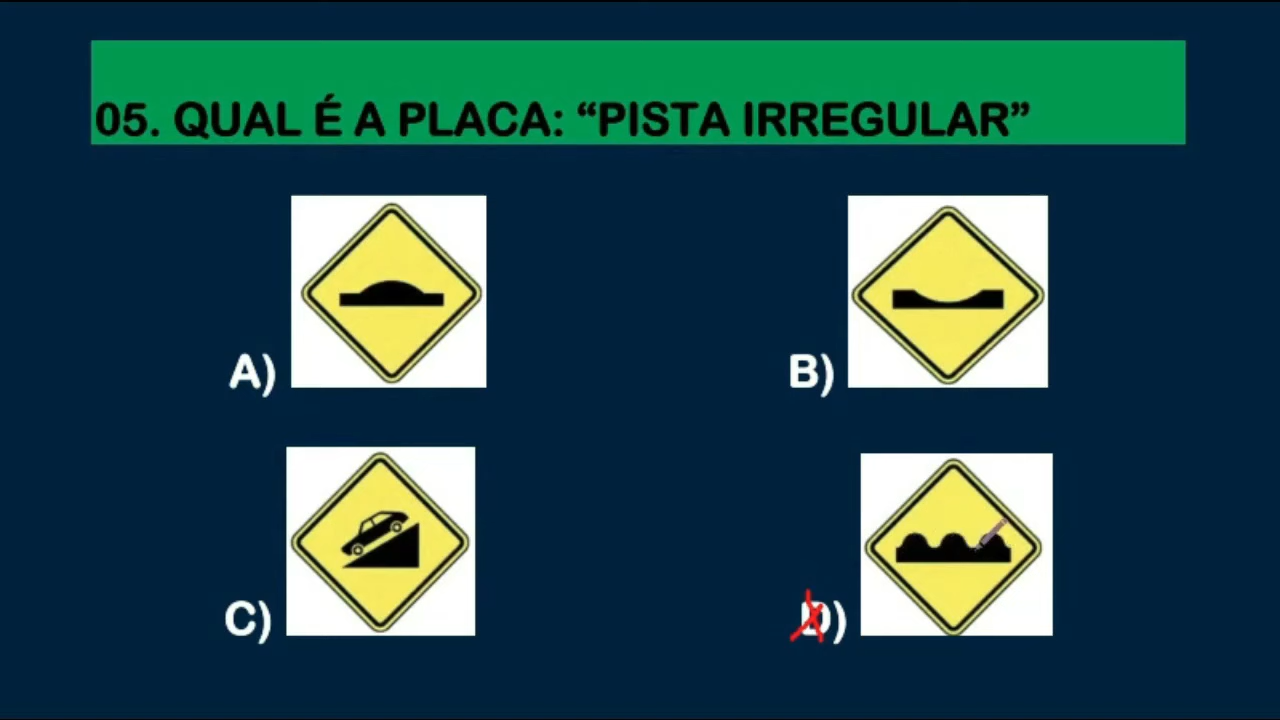 05. QUAL É A PLACA: “PISTA IRREGULAR”
A)
B)
C)
D)